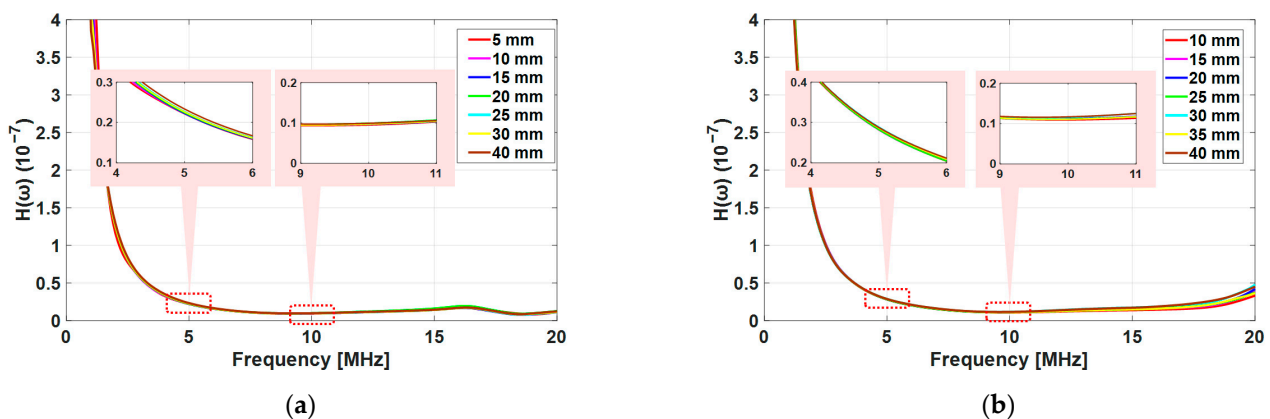 H(ω) (10⁻⁷)
4
3.5
3
2.5
2
1.5
1
0.5
0
0 5 10 15 20
Frequency [MHz]
5 mm
10 mm
15 mm
20 mm
25 mm
30 mm
40 mm
0.3
0.2
0.1
4 5 6
0.2
0.1
0
9 10 11
(a)
H(ω) (10⁻⁷)
4
3.5
3
2.5
2
1.5
1
0.5
0
0 5 10 15 20
Frequency [MHz]
10 mm
15 mm
20 mm
25 mm
30 mm
35 mm
40 mm
0.4
0.3
0.2
4 5 6
0.2
0.1
0
9 10 11
(b)